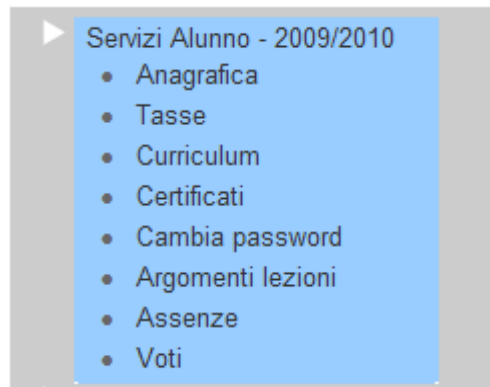 Servizi Alunno - 2009/2010
Anagrafica
Tasse
Curriculum
Certificati
Cambia password
Argomenti lezioni
Assenze
Voti